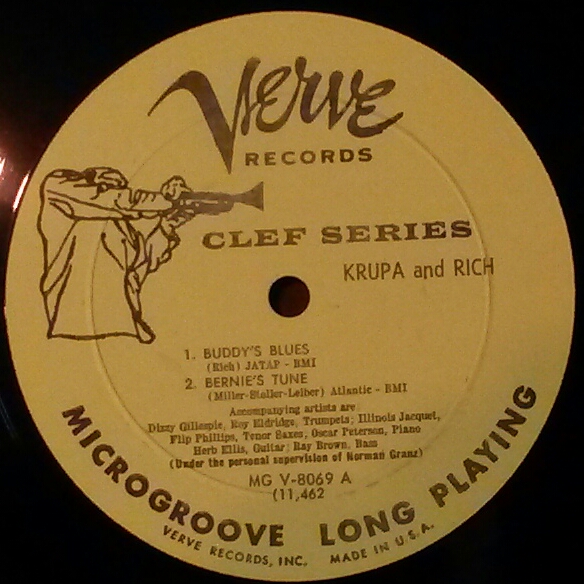 Verve
RECORDS
CLEF SERIES
KRUPA and RICH
1. BUDDY'S BLUES
(Rich) JATAP - BMI
2. BERNIE'S TUNE
(Miller-Stoller-Leiber) Atlantic - BMI
Accompanying artists are
Dizzy Gillespie, Roy Eldridge, Trumpets; Illinois Jacquet,
Flip Phillips, Tenor Saxes, Oscar Peterson, Piano
Herb Ellis, Guitar; Ray Brown, Bass
(Under the personal supervision of Norman Granz)
MG V-8069 A
(11,462
MICROGROOVE LONG PLAYING
VERVE RECORDS, INC. MADE IN U.S.A.